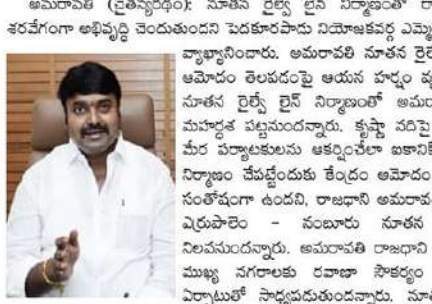 అమరావతి (చైతన్యరథం): నూతన రైల్వే లైన్ నిర్మాణంతో రా
శరవేగంగా అభివృద్ధి చెందుతుందని పెదకూరపాడు నియోజకవర్గ ఎమ్మె
వ్యాఖ్యానించారు. అమరావతి నూతన రైల్
ఆమోదం తెలపడంపై ఆయన హర్షం వ్య
నూతన రైల్వే లైన్ నిర్మాణంతో అమరా
మహర్దశ పట్టనుందన్నారు. కృష్ణా నదిపై
మేర పర్యాటకులను ఆకర్షించేలా ఐకానిక్
నిర్మాణం చేపట్టేందుకు కేంద్రం ఆమోదం
సంతోషంగా ఉందని, రాజధాని అమరావ
ఎర్రుపాలెం - నంబూరు నూతన
నిలవనుందన్నారు. అమరావతి రాజధాని
ముఖ్య నగరాలకు రవాణా సౌకర్యం
ఏర్పాటుతో సాధ్యపడుతుందన్నారు. నూ